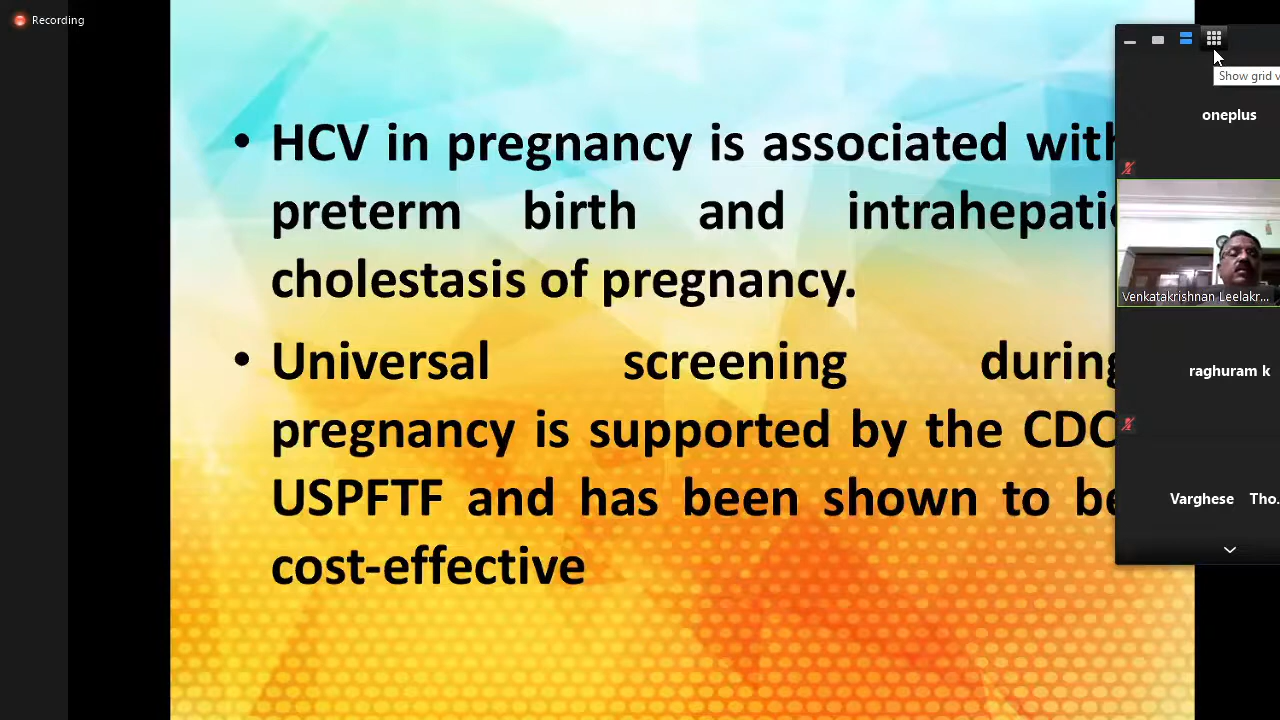 Recording
• HCV in pregnancy is associated with
preterm birth and intrahepatic
cholestasis of pregnancy.
• Universal screening during
pregnancy is supported by the CDC
USPFTF and has been shown to be
cost-effective
Show grid v
oneplus
Venkatakrishnan Leelakr...
raghuram k
Varghese Tho.